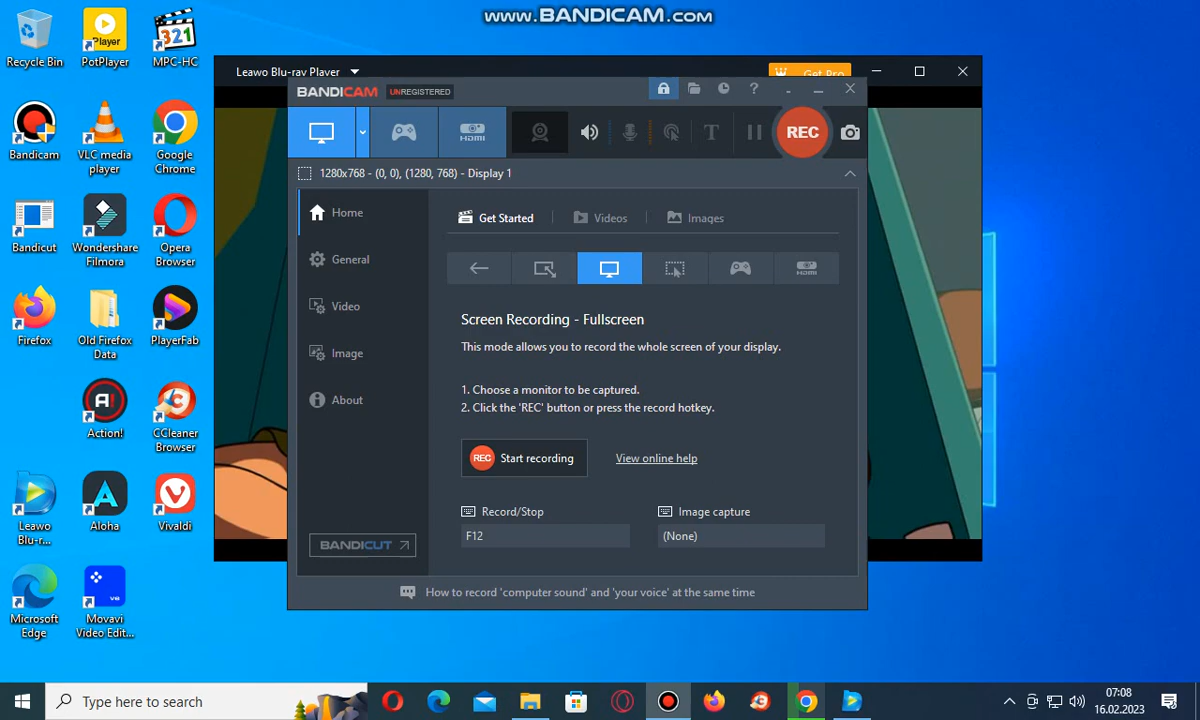 www.BANDICAM.com
Recycle Bin
PotPlayer
MPC-HC
Bandicam
VLC media player
Google Chrome
Bandicut
Wondershare Filmora
Opera Browser
Firefox
Old Firefox Data
PlayerFab
Action!
CCleaner Browser
Leawo Blu-r...
Aloha
Vivaldi
Microsoft Edge
Movavi Video Edit...
Leawo Blu-ray Player
Get Pro
BANDICAM UNREGISTERED
HDMI
REC
1280x768 - (0, 0), (1280, 768) - Display 1
Home
General
Video
Image
About
BANDICUT
Get Started
Videos
Images
Screen Recording - Fullscreen
This mode allows you to record the whole screen of your display.
1. Choose a monitor to be captured.
2. Click the 'REC' button or press the record hotkey.
REC Start recording
View online help
Record/Stop
Image capture
F12
(None)
How to record 'computer sound' and 'your voice' at the same time
Type here to search
07:08
16.02.2023